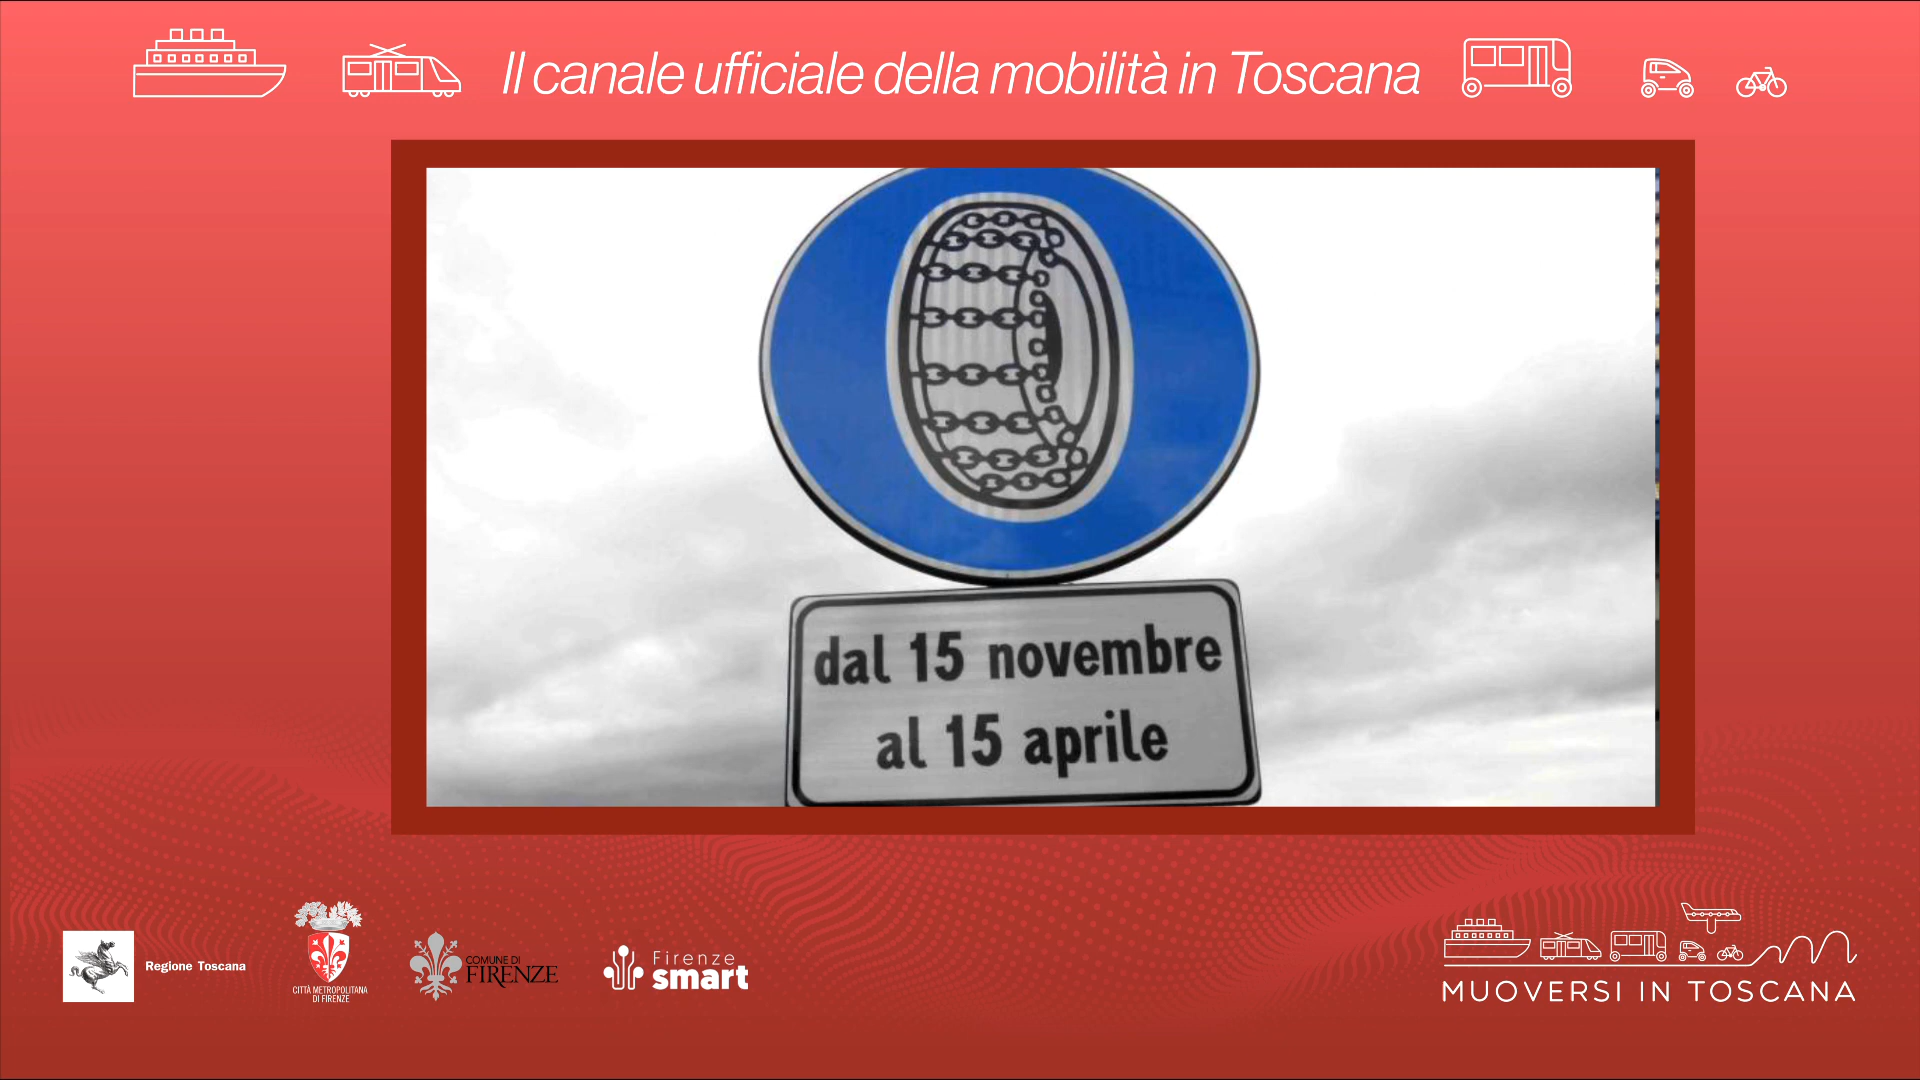 Il canale ufficiale della mobilità in Toscana
dal 15 novembre
al 15 aprile
Regione Toscana
CITTÀ METROPOLITANA
DI FIRENZE
COMUNE DI
FIRENZE
Firenze
smart
MUOVERSI IN TOSCANA